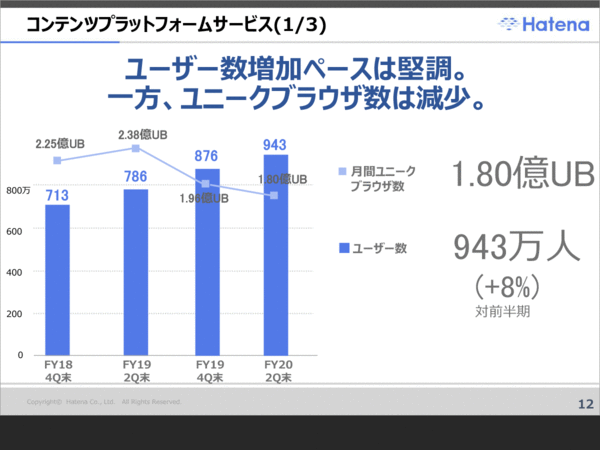 コンテンツプラットフォームサービス(1/3)
Hatena
ユーザー数増加ペースは堅調。
一方、ユニークブラウザ数は減少。
2.25億UB
2.38億UB
1.96億UB
1.80億UB
713
786
876
943
800万
600
400
200
0
FY18
4Q末
FY19
2Q末
FY19
4Q末
FY20
2Q末
月間ユニーク
ブラウザ数
1.80億UB
ユーザー数
943万人
(+8%)
対前半期
Copyright© Hatena Co., Ltd. All Rights Reserved.
12